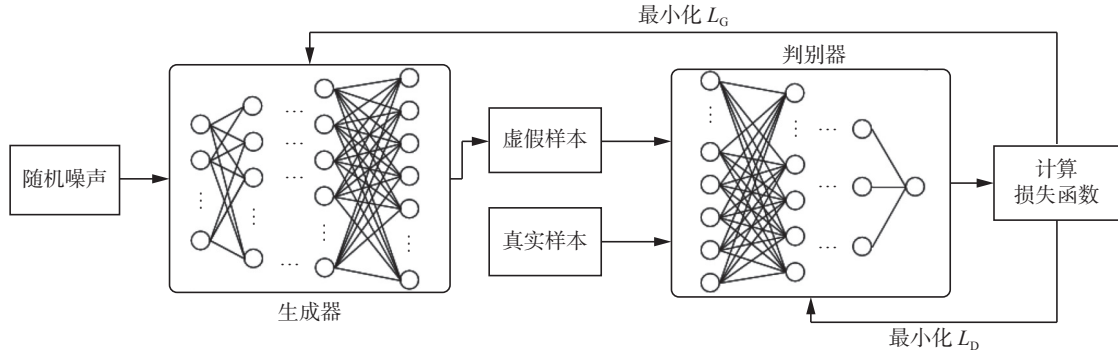 最小化 L_G
判别器
随机噪声
虚假样本
真实样本
计算
损失函数
生成器
最小化 L_D